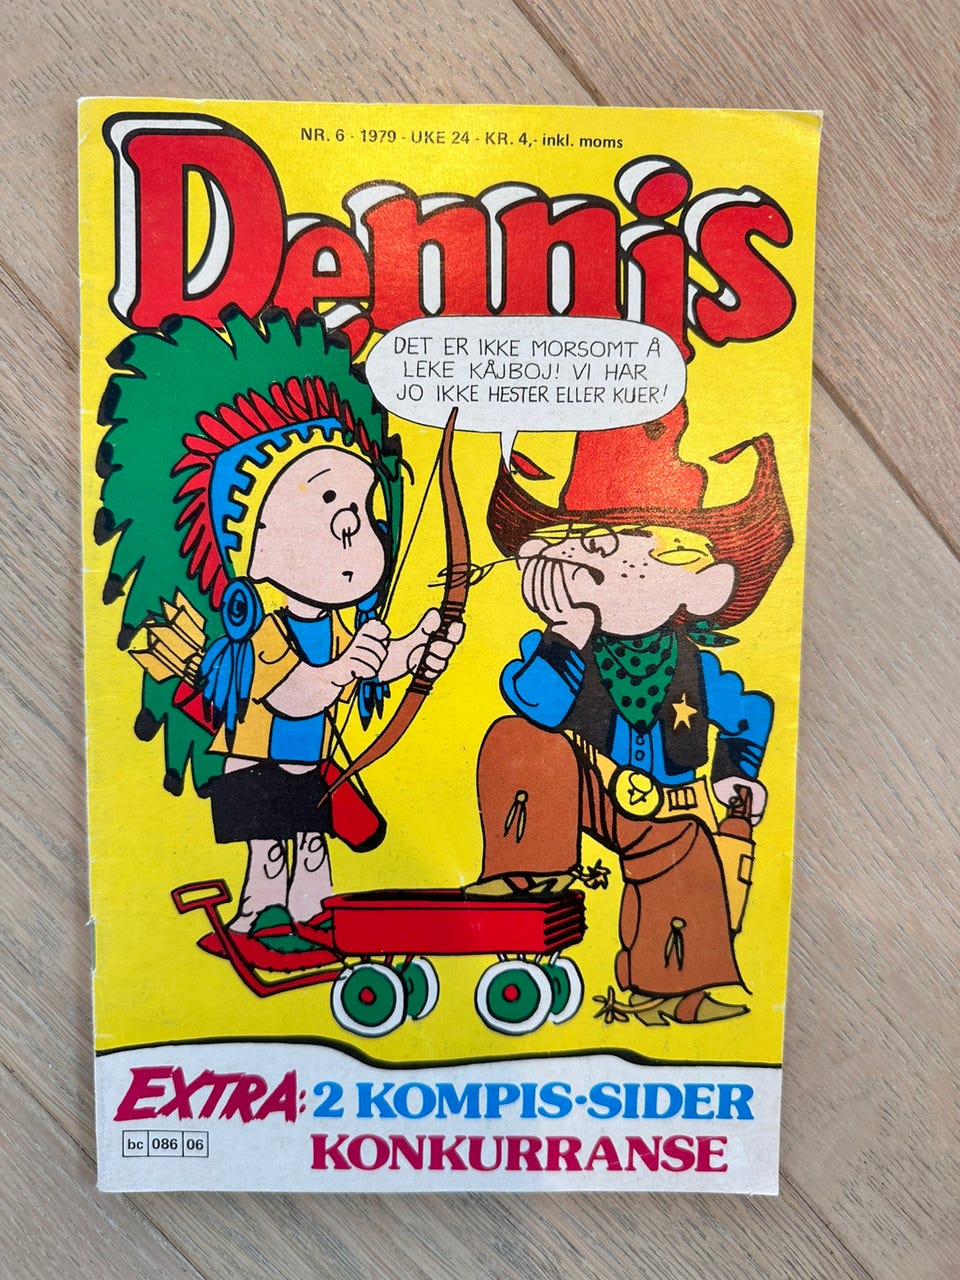 NR. 6 - 1979 - UKE 24 - KR. 4,- inkl. moms
Dennis
DET ER IKKE MORSOMT Å
LEKE KÅJBOJ! VI HAR
JO IKKE HESTER ELLER KUER!
EXTRA: 2 KOMPIS-SIDER
KONKURRANSE
bc 086 06